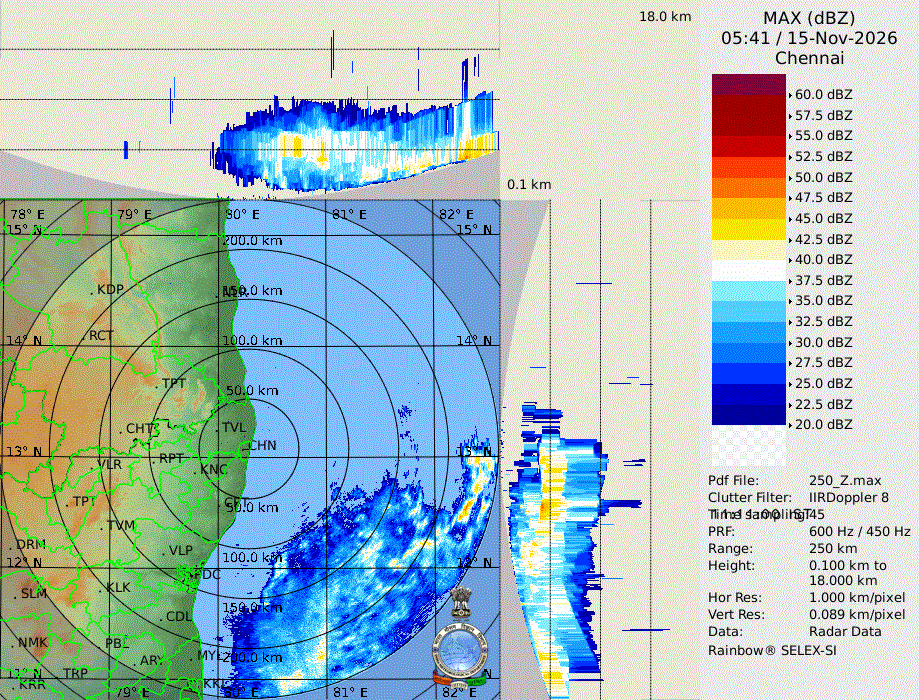 18.0 km
0.1 km
MAX (dBZ)
05:41 / 15-Nov-2026
Chennai
60.0 dBZ
57.5 dBZ
55.0 dBZ
52.5 dBZ
50.0 dBZ
47.5 dBZ
45.0 dBZ
42.5 dBZ
40.0 dBZ
37.5 dBZ
35.0 dBZ
32.5 dBZ
30.0 dBZ
27.5 dBZ
25.0 dBZ
22.5 dBZ
20.0 dBZ
Pdf File: 250_Z.max
Clutter Filter: IIRDoppler 8
Time sampling: 45
PRF: 600 Hz / 450 Hz
Range: 250 km
Height: 0.100 km to
18.000 km
Hor Res: 1.000 km/pixel
Vert Res: 0.089 km/pixel
Data: Radar Data
Rainbow® SELEX-SI
78° E 79° E 80° E 81° E 82° E
15° N 15° N
200.0 km
KDP
150.0 km
RCT
14° N 100.0 km 14° N
TPT
50.0 km
CHT TVL
CHN
13° N 13° N
VLR RPT KNC
TPT
50.0 km
TVM
DRM VLP
100.0 km
12° N 12° N
PDC
SLM KLK
150.0 km
CDL
NMK PBL
ARY MYL 200.0 km
TRP
KRR KKL
11° N 11° N
79° E 80° E 81° E 82° E